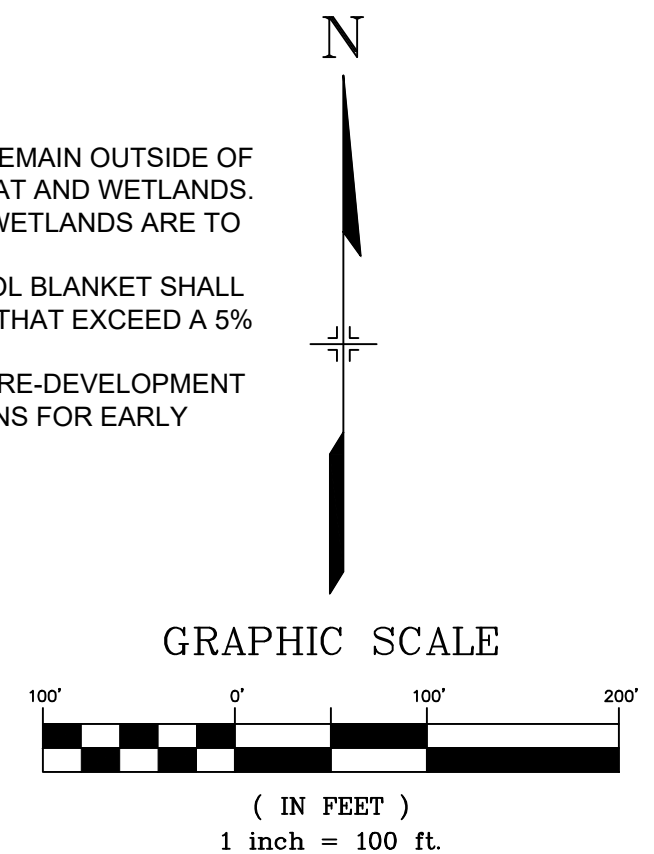 N
EMAIN OUTSIDE OF
AT AND WETLANDS.
WETLANDS ARE TO
OL BLANKET SHALL
THAT EXCEED A 5%
RE-DEVELOPMENT
NS FOR EARLY
GRAPHIC SCALE
100' 0' 100' 200'
( IN FEET )
1 inch = 100 ft.